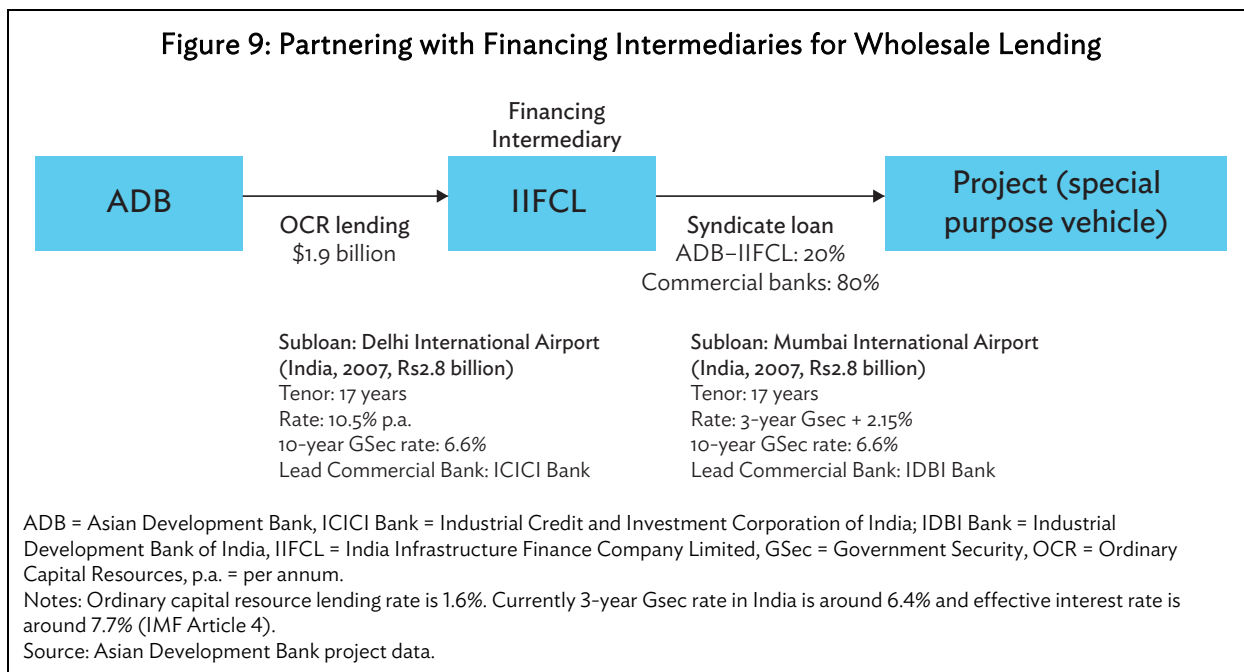 Figure 9: Partnering with Financing Intermediaries for Wholesale Lending
Financing
Intermediary
ADB
OCR lending
$1.9 billion
IIFCL
Syndicate loan
ADB–IIFCL: 20%
Commercial banks: 80%
Project (special
purpose vehicle)
Subloan: Delhi International Airport
(India, 2007, Rs2.8 billion)
Tenor: 17 years
Rate: 10.5% p.a.
10-year GSec rate: 6.6%
Lead Commercial Bank: ICICI Bank
Subloan: Mumbai International Airport
(India, 2007, Rs2.8 billion)
Tenor: 17 years
Rate: 3-year Gsec + 2.15%
10-year GSec rate: 6.6%
Lead Commercial Bank: IDBI Bank
ADB = Asian Development Bank, ICICI Bank = Industrial Credit and Investment Corporation of India; IDBI Bank = Industrial
Development Bank of India, IIFCL = India Infrastructure Finance Company Limited, GSec = Government Security, OCR = Ordinary
Capital Resources, p.a. = per annum.
Notes: Ordinary capital resource lending rate is 1.6%. Currently 3-year Gsec rate in India is around 6.4% and effective interest rate is
around 7.7% (IMF Article 4).
Source: Asian Development Bank project data.